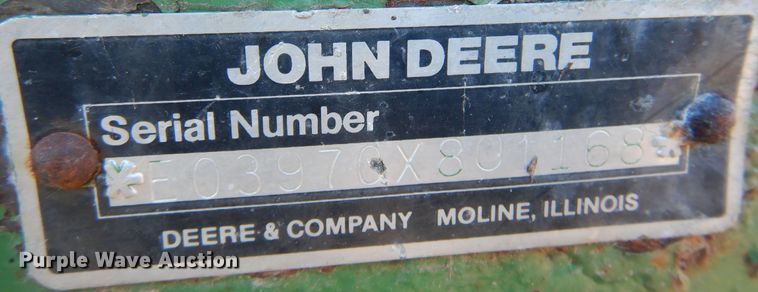 JOHN DEERE
Serial Number
*E03970X801168*
DEERE & COMPANY MOLINE, ILLINOIS
Purple Wave Auction